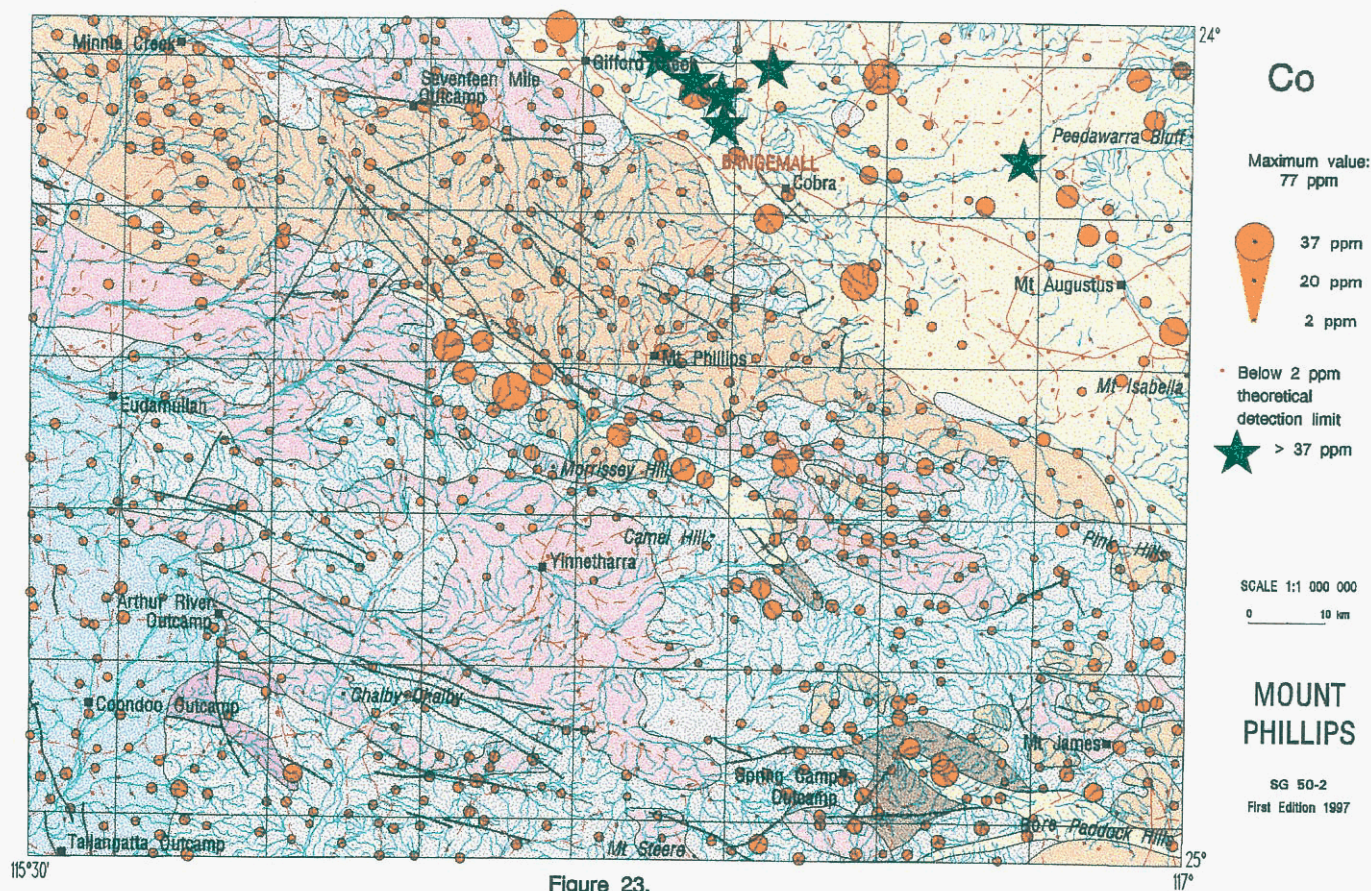 24°
Minnie Creek
Gifford Creek
Seventeen Mile
Outcamp
Peedawarra Bluff
BANGEMALL
Cobra
Mt Augustus
Mt Phillips
Mt Isabella
Eudamullah
Morrissey Hill
Camel Hill
Pink Hills
Yinnetharra
Arthur River
Outcamp
Chalby Chalby
Coondoo Outcamp
Mt James
Spring Camp
Outcamp
Bore Paddock Hills
Tallangatta Outcamp
Mt Steere
115°30'
25°
117°
Co
Maximum value:
77 ppm
37 ppm
20 ppm
2 ppm
Below 2 ppm
theoretical
detection limit
> 37 ppm
SCALE 1:1 000 000
0 10 km
MOUNT
PHILLIPS
SG 50-2
First Edition 1997
Figure 23.